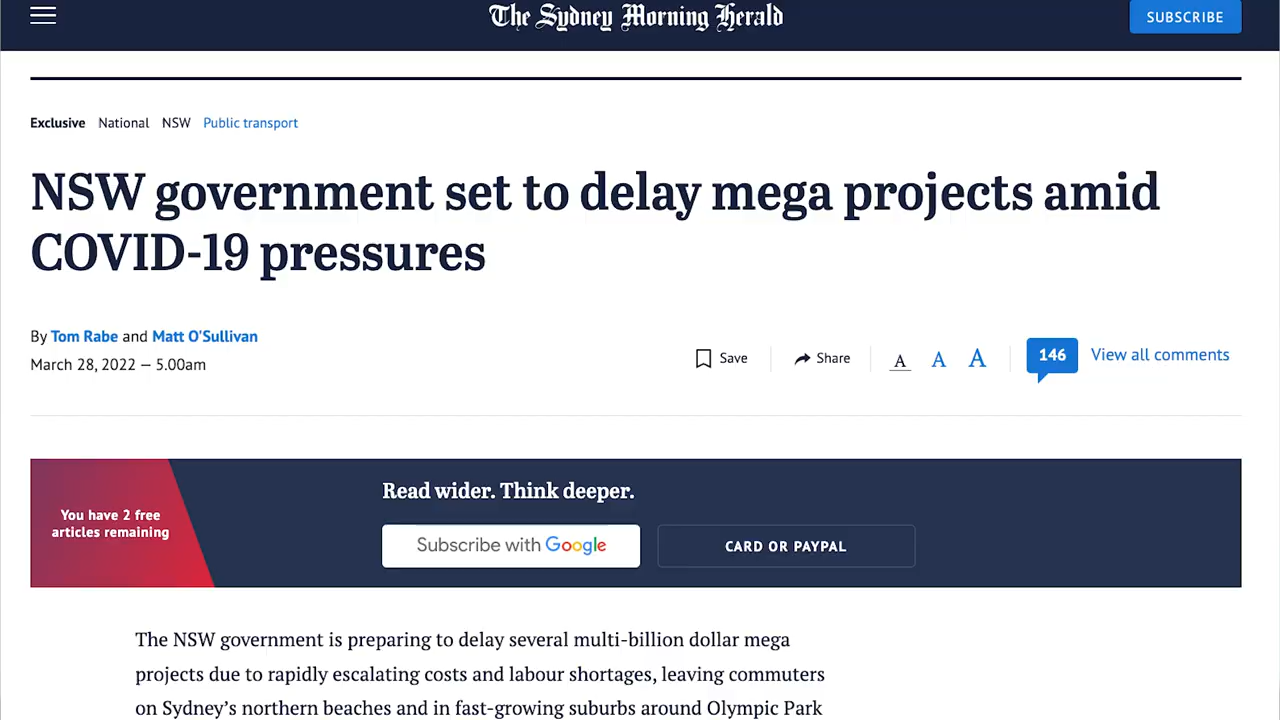 The Sydney Morning Herald
SUBSCRIBE
Exclusive National NSW Public transport
NSW government set to delay mega projects amid
COVID-19 pressures
By Tom Rabe and Matt O'Sullivan
March 28, 2022 — 5.00am
Save
Share
A A A
146
View all comments
You have 2 free
articles remaining
Read wider. Think deeper.
Subscribe with Google
CARD OR PAYPAL
The NSW government is preparing to delay several multi-billion dollar mega
projects due to rapidly escalating costs and labour shortages, leaving commuters
on Sydney’s northern beaches and in fast-growing suburbs around Olympic Park